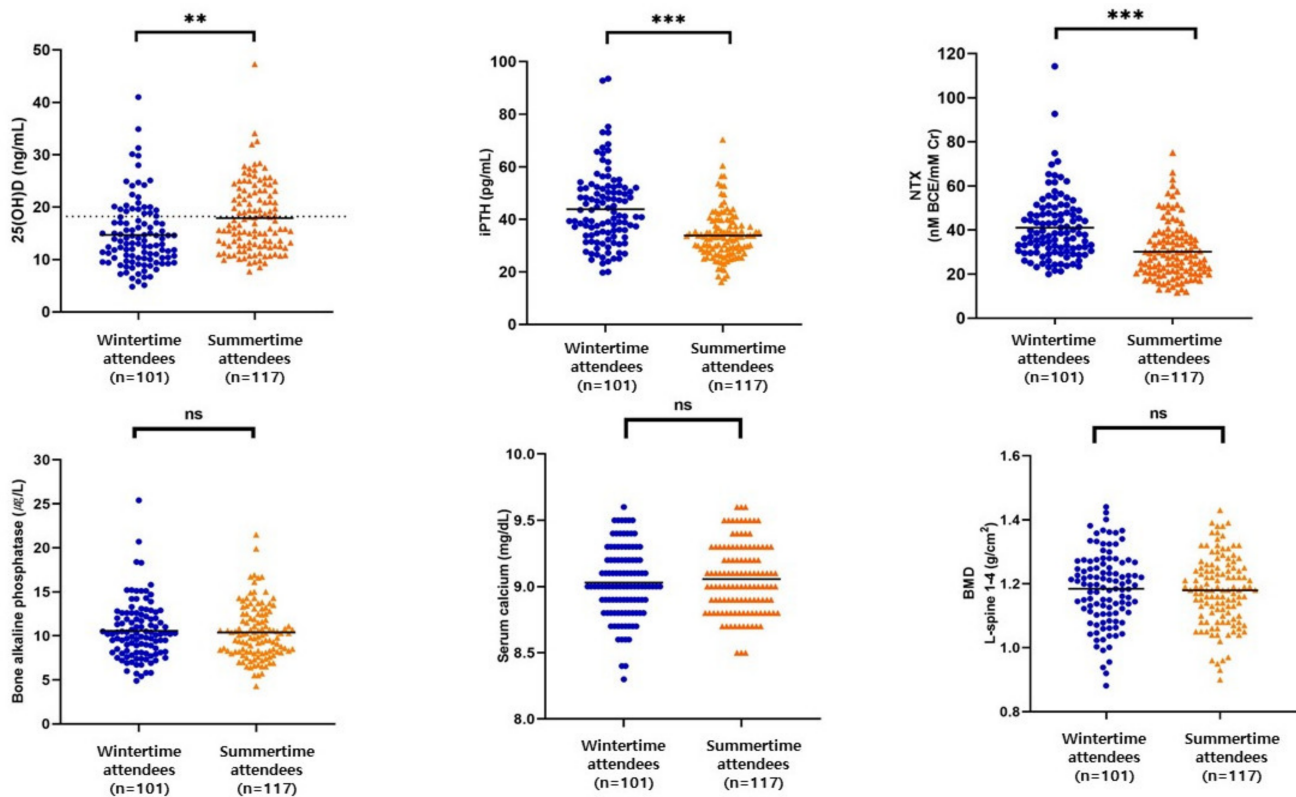 **
***
***
25(OH)D (ng/mL)
50
40
30
20
10
0
Wintertime
attendees
(n=101)
Summertime
attendees
(n=117)
iPTH (pg/mL)
100
80
60
40
20
0
Wintertime
attendees
(n=101)
Summertime
attendees
(n=117)
NTX
(nM BCE/mM Cr)
120
100
80
60
40
20
0
Wintertime
attendees
(n=101)
Summertime
attendees
(n=117)
ns
ns
ns
Bone alkaline phosphatase
30
25
20
15
10
5
0
Wintertime
attendees
(n=101)
Summertime
attendees
(n=117)
Serum calcium (mg/dL)
10.0
9.5
9.0
8.5
8.0
Wintertime
attendees
(n=101)
Summertime
attendees
(n=117)
BMD
L-spine 1-4 (g/cm²)
1.6
1.4
1.2
1.0
0.8
Wintertime
attendees
(n=101)
Summertime
attendees
(n=117)